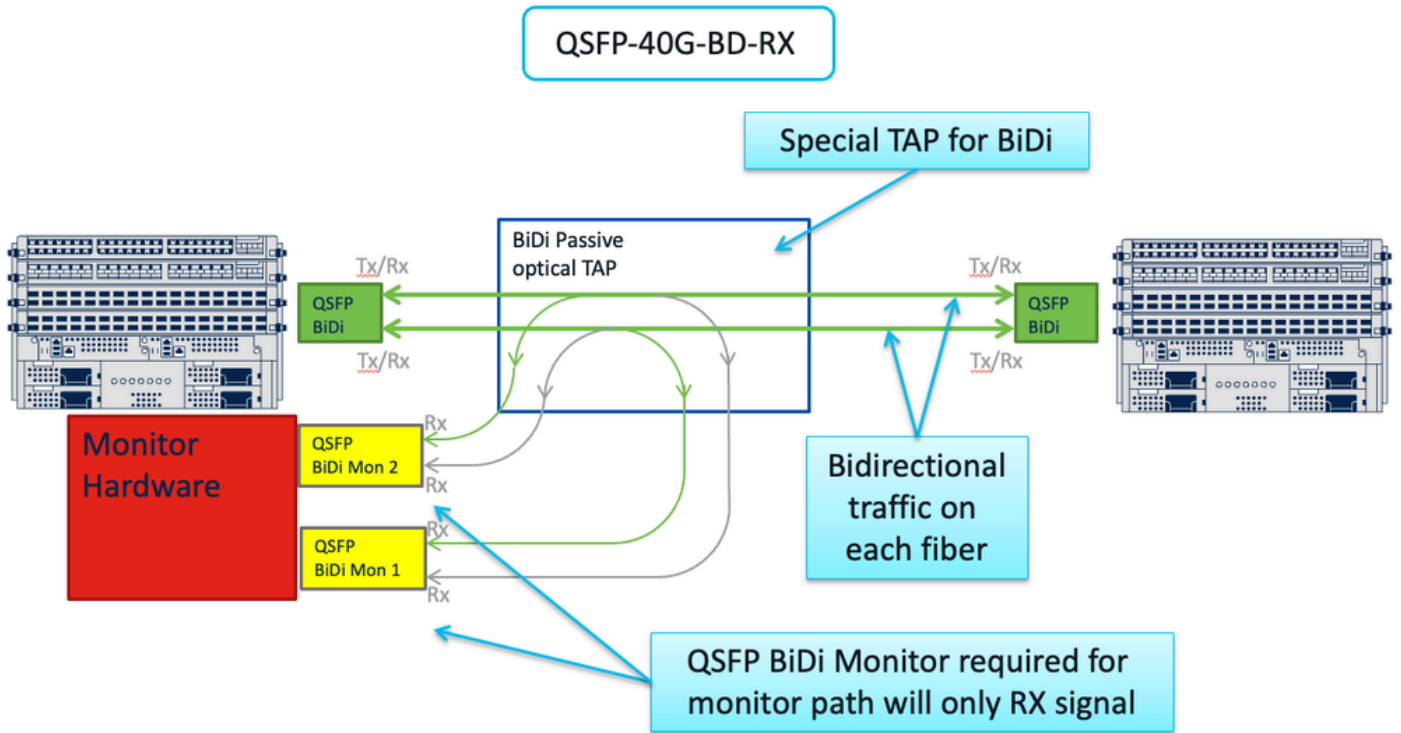 QSFP-40G-BD-RX
Special TAP for BiDi
BiDi Passive
optical TAP
Tx/Rx
Tx/Rx
QSFP
BiDi
QSFP
BiDi
Tx/Rx
Tx/Rx
Monitor
Hardware
QSFP
BiDi Mon 2
Rx
Rx
QSFP
BiDi Mon 1
Rx
Rx
Bidirectional
traffic on
each fiber
QSFP BiDi Monitor required for
monitor path will only RX signal